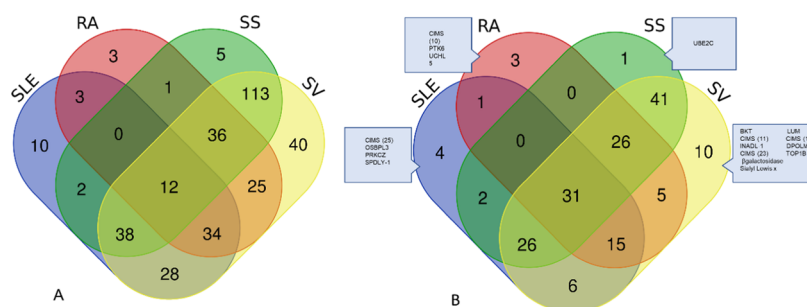 RA
SS
SLE
SV
3
5
3
1
113
10
0
36
40
2
12
25
38
34
28
A
CIMS
(10)
PTK6
UCHL
5
RA
SS
UBE2C
SLE
SV
3
1
1
0
41
CIMS (25)
OSBPL3
PRKCZ
SPDLY-1
4
0
26
10
BKT LUM
CIMS (11)
INADL 1 DPOLM
CIMS (23) TOP1B
βgalactosidase
Sialyl Lowis x
2
31
5
26
15
6
B